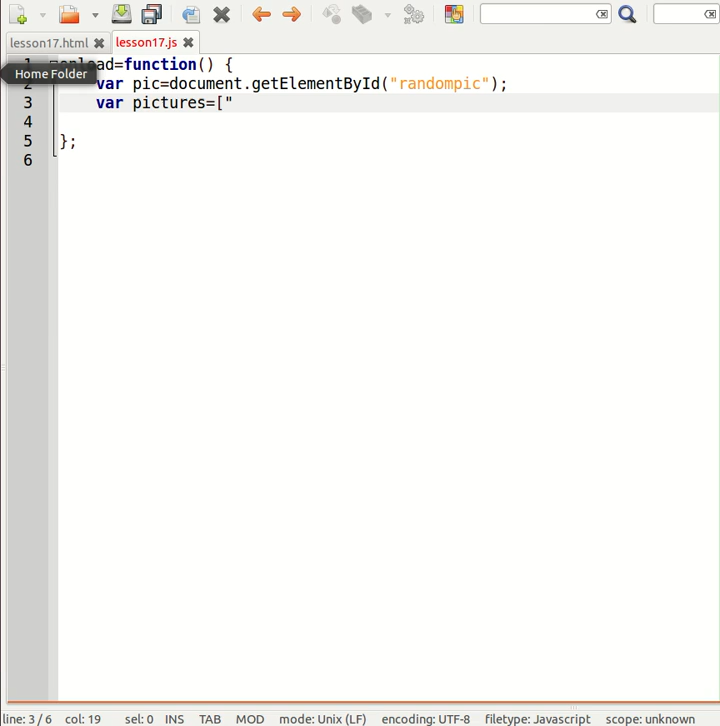 lesson17.html
lesson17.js
1 onload=function() {
Home Folder
2 var pic=document.getElementById("randompic");
3 var pictures=["
4
5 };
6
line: 3 / 6 col: 19 sel: 0 INS TAB MOD mode: Unix (LF) encoding: UTF-8 filetype: Javascript scope: unknown